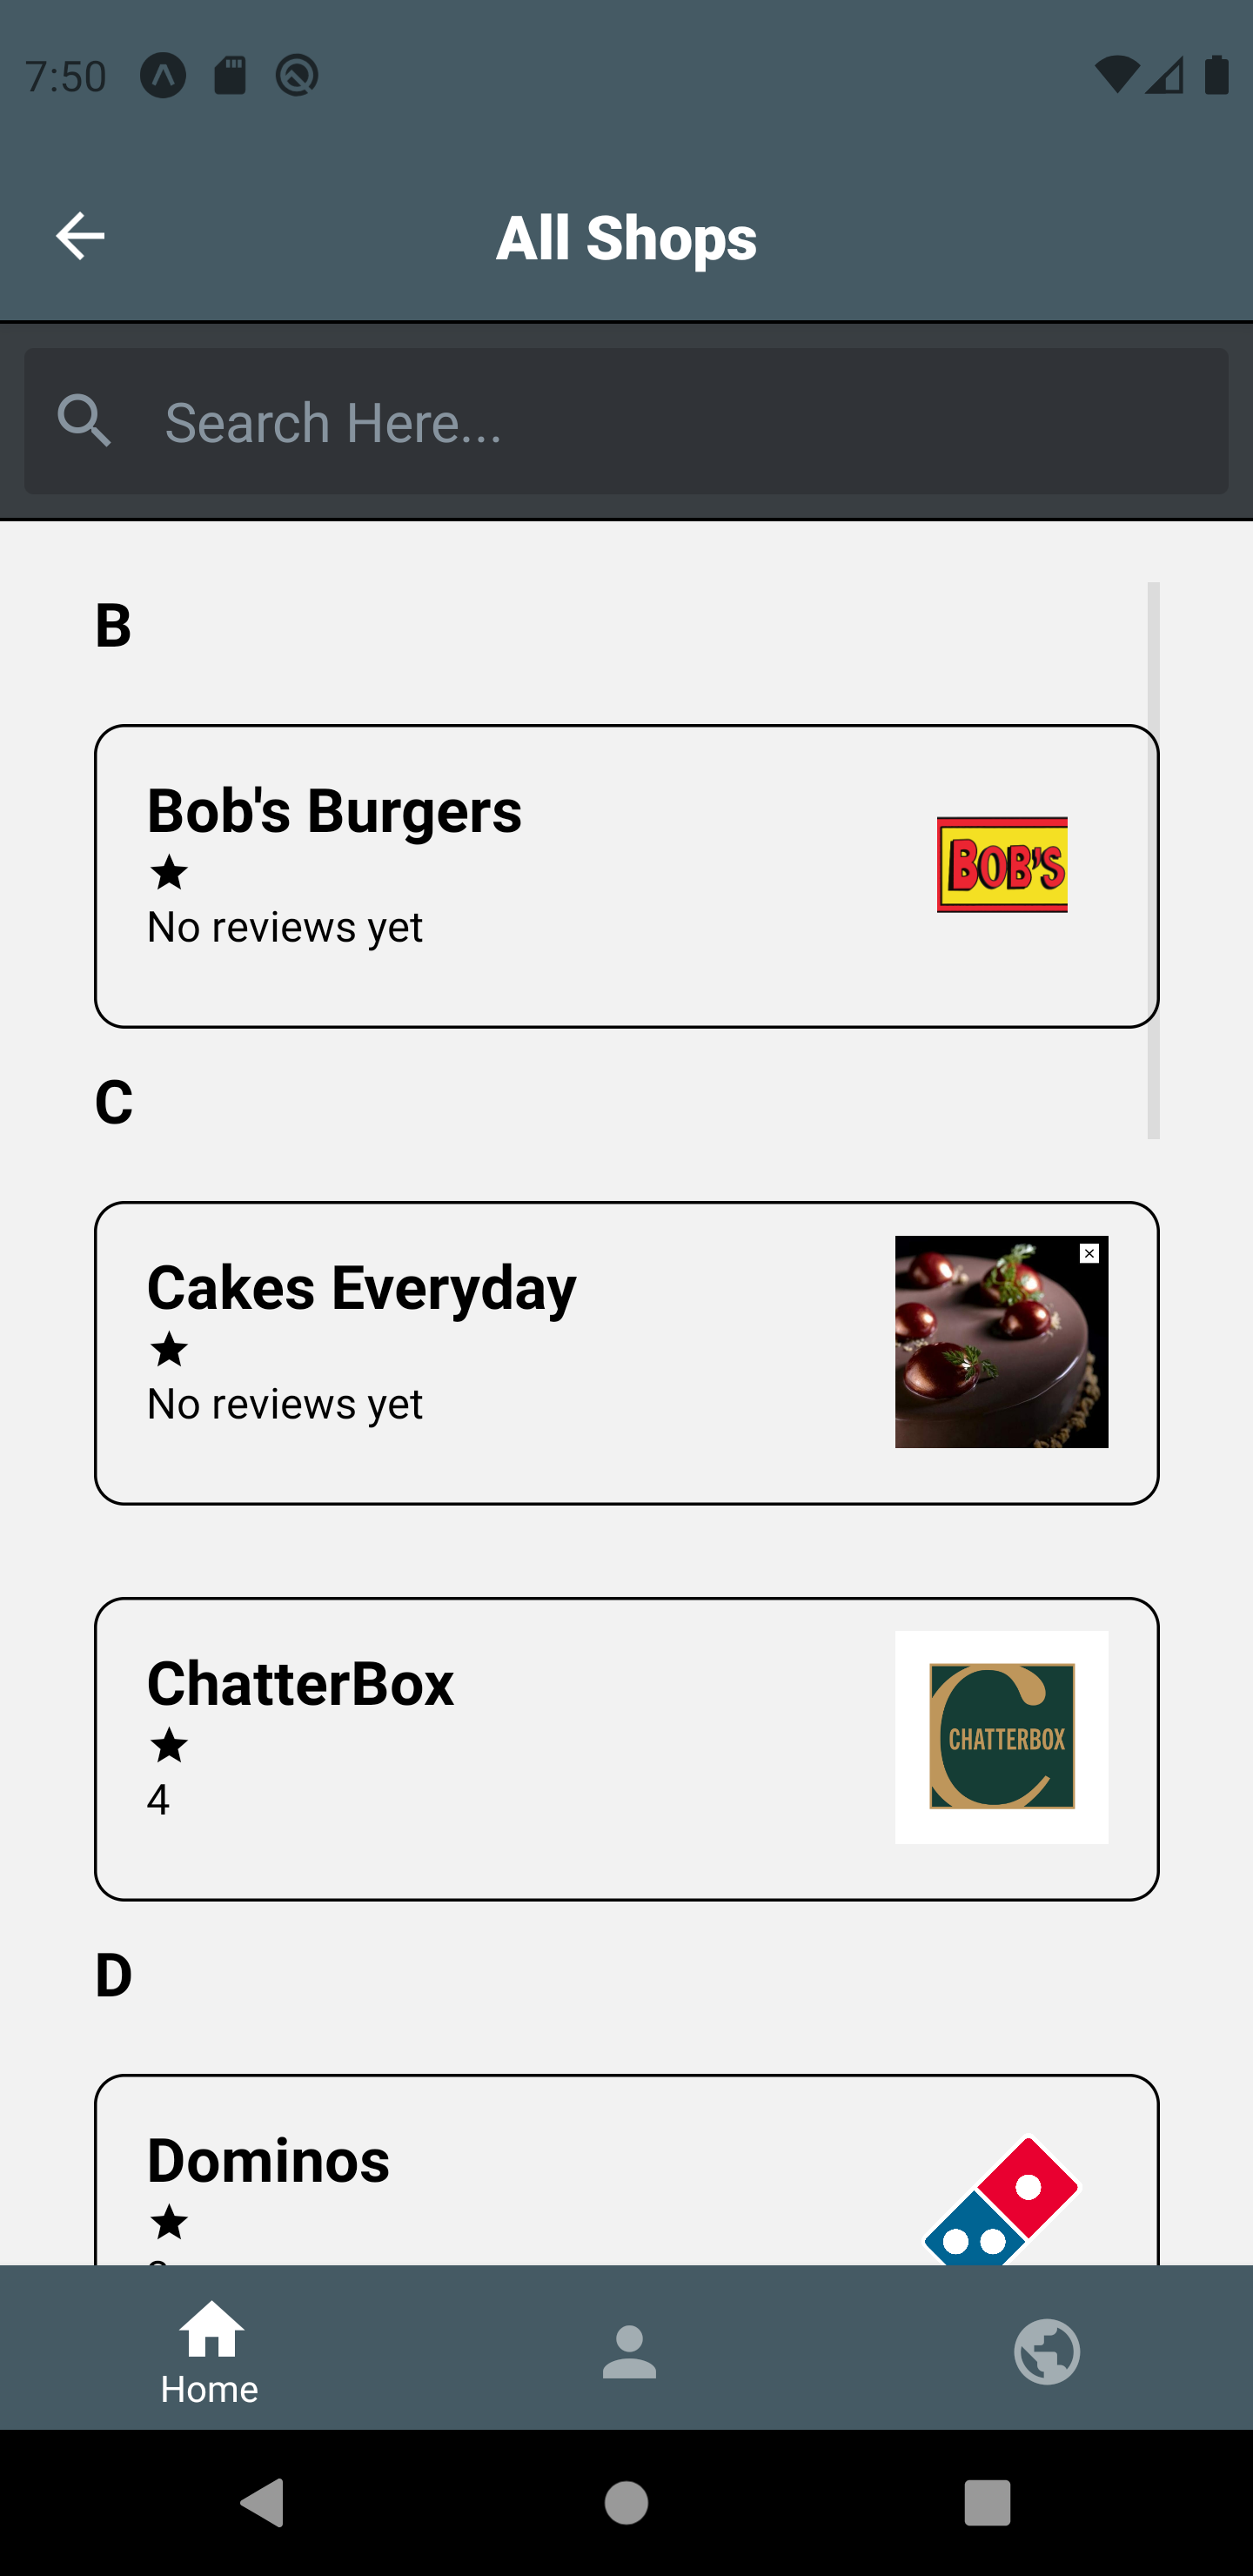 7:50
All Shops
Search Here...
B
Bob's Burgers
No reviews yet
BOB'S
C
Cakes Everyday
No reviews yet
ChatterBox
4
CHATTERBOX
D
Dominos
Home